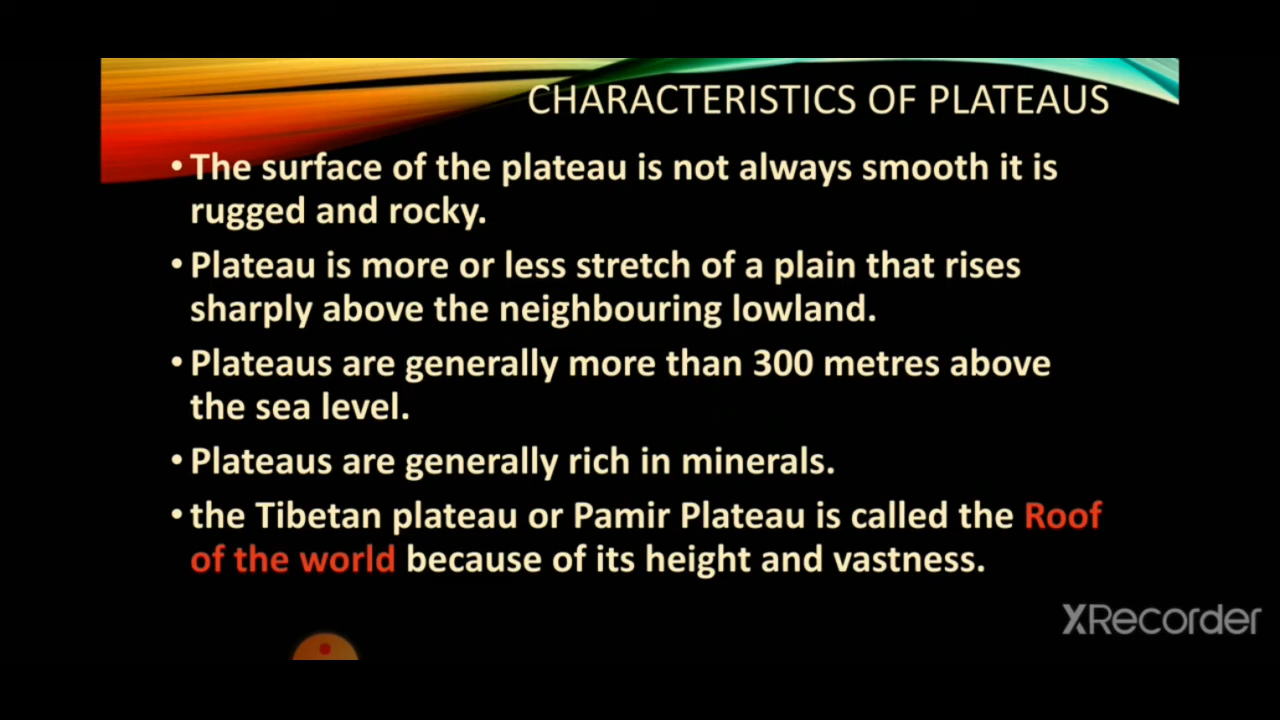 CHARACTERISTICS OF PLATEAUS
• The surface of the plateau is not always smooth it is
rugged and rocky.
• Plateau is more or less stretch of a plain that rises
sharply above the neighbouring lowland.
• Plateaus are generally more than 300 metres above
the sea level.
• Plateaus are generally rich in minerals.
• the Tibetan plateau or Pamir Plateau is called the Roof
of the world because of its height and vastness.
XRecorder